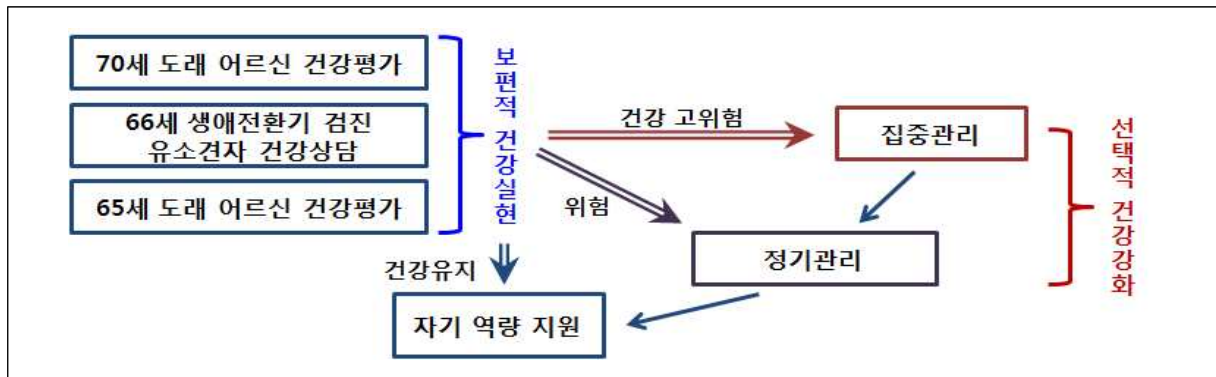 70세 도래 어르신 건강평가
66세 생애전환기 검진
유소견자 건강상담
65세 도래 어르신 건강평가
보편적 건강실현
건강 고위험
위험
건강유지
집중관리
정기관리
자기 역량 지원
선택적 건강강화